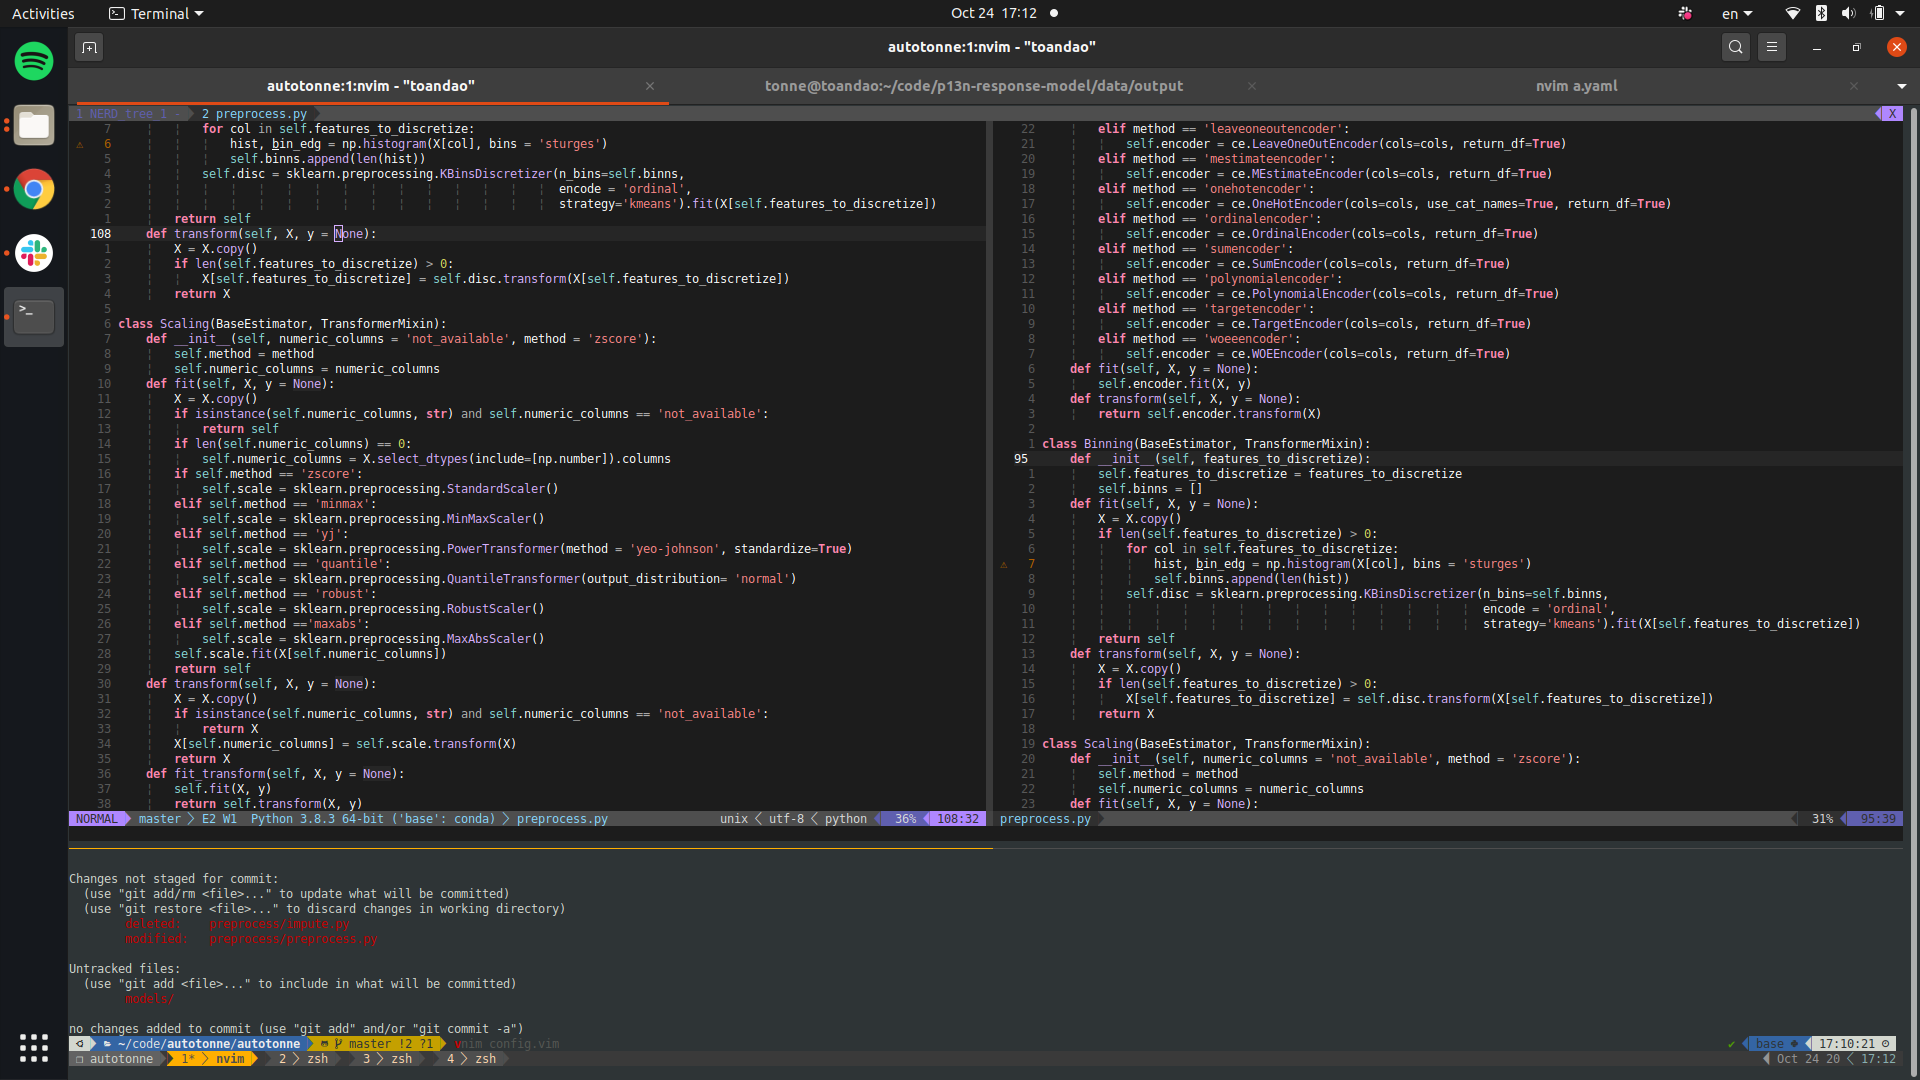 Activities
Terminal
Oct 24 17:12
en
autotonne:1:nvim - "toandao"
autotonne:1:nvim - "toandao"
tonne@toandao:~/code/p13n-response-model/data/output
nvim a.yaml
1 NERD_tree_1 - 2 preprocess.py
7 for col in self.features_to_discretize:
6 hist, bin_edg = np.histogram(X[col], bins = 'sturges')
5 self.binns.append(len(hist))
4 self.disc = sklearn.preprocessing.KBinsDiscretizer(n_bins=self.binns,
3 encode = 'ordinal',
2 strategy='kmeans').fit(X[self.features_to_discretize])
1 return self
108 def transform(self, X, y = None):
1 X = X.copy()
2 if len(self.features_to_discretize) > 0:
3 X[self.features_to_discretize] = self.disc.transform(X[self.features_to_discretize])
4 return X
5
6 class Scaling(BaseEstimator, TransformerMixin):
7 def __init__(self, numeric_columns = 'not_available', method = 'zscore'):
8 self.method = method
9 self.numeric_columns = numeric_columns
10 def fit(self, X, y = None):
11 X = X.copy()
12 if isinstance(self.numeric_columns, str) and self.numeric_columns == 'not_available':
13 return self
14 if len(self.numeric_columns) == 0:
15 self.numeric_columns = X.select_dtypes(include=[np.number]).columns
16 if self.method == 'zscore':
17 self.scale = sklearn.preprocessing.StandardScaler()
18 elif self.method == 'minmax':
19 self.scale = sklearn.preprocessing.MinMaxScaler()
20 elif self.method == 'yj':
21 self.scale = sklearn.preprocessing.PowerTransformer(method = 'yeo-johnson', standardize=True)
22 elif self.method == 'quantile':
23 self.scale = sklearn.preprocessing.QuantileTransformer(output_distribution= 'normal')
24 elif self.method == 'robust':
25 self.scale = sklearn.preprocessing.RobustScaler()
26 elif self.method =='maxabs':
27 self.scale = sklearn.preprocessing.MaxAbsScaler()
28 self.scale.fit(X[self.numeric_columns])
29 return self
30 def transform(self, X, y = None):
31 X = X.copy()
32 if isinstance(self.numeric_columns, str) and self.numeric_columns == 'not_available':
33 return X
34 X[self.numeric_columns] = self.scale.transform(X)
35 return X
36 def fit_transform(self, X, y = None):
37 self.fit(X, y)
38 return self.transform(X, y)
NORMAL master E2 W1 Python 3.8.3 64-bit ('base': conda) preprocess.py unix utf-8 python 36% 108:32
X
22 elif method == 'leaveoneutencoder':
21 self.encoder = ce.LeaveOneOutEncoder(cols=cols, return_df=True)
20 elif method == 'mestimateencoder':
19 self.encoder = ce.MEstimateEncoder(cols=cols, return_df=True)
18 elif method == 'onehotencoder':
17 self.encoder = ce.OneHotEncoder(cols=cols, use_cat_names=True, return_df=True)
16 elif method == 'ordinalencoder':
15 self.encoder = ce.OrdinalEncoder(cols=cols, return_df=True)
14 elif method == 'sumencoder':
13 self.encoder = ce.SumEncoder(cols=cols, return_df=True)
12 elif method == 'polynomialencoder':
11 self.encoder = ce.PolynomialEncoder(cols=cols, return_df=True)
10 elif method == 'targetencoder':
9 self.encoder = ce.TargetEncoder(cols=cols, return_df=True)
8 elif method == 'woeeencoder':
7 self.encoder = ce.WOEEncoder(cols=cols, return_df=True)
6 def fit(self, X, y = None):
5 self.encoder.fit(X, y)
4 def transform(self, X, y = None):
3 return self.encoder.transform(X)
2
1 class Binning(BaseEstimator, TransformerMixin):
95 def __init__(self, features_to_discretize):
1 self.features_to_discretize = features_to_discretize
2 self.binns = []
3 def fit(self, X, y = None):
4 X = X.copy()
5 if len(self.features_to_discretize) > 0:
6 for col in self.features_to_discretize:
7 hist, bin_edg = np.histogram(X[col], bins = 'sturges')
8 self.binns.append(len(hist))
9 self.disc = sklearn.preprocessing.KBinsDiscretizer(n_bins=self.binns,
10 encode = 'ordinal',
11 strategy='kmeans').fit(X[self.features_to_discretize])
12 return self
13 def transform(self, X, y = None):
14 X = X.copy()
15 if len(self.features_to_discretize) > 0:
16 X[self.features_to_discretize] = self.disc.transform(X[self.features_to_discretize])
17 return X
18
19 class Scaling(BaseEstimator, TransformerMixin):
20 def __init__(self, numeric_columns = 'not_available', method = 'zscore'):
21 self.method = method
22 self.numeric_columns = numeric_columns
23 def fit(self, X, y = None):
preprocess.py 31% 95:39
Changes not staged for commit:
(use "git add/rm <file>..." to update what will be committed)
(use "git restore <file>..." to discard changes in working directory)
deleted: preprocess/impute.py
modified: preprocess/preprocess.py
Untracked files:
(use "git add <file>..." to include in what will be committed)
models/
no changes added to commit (use "git add" and/or "git commit -a")
~/code/autotonne/autotonne master !2 ?1 vnim config.vim base 17:10:21
autotonne 1* nvim 2 zsh 3 zsh 4 zsh Oct 24 20 17:12